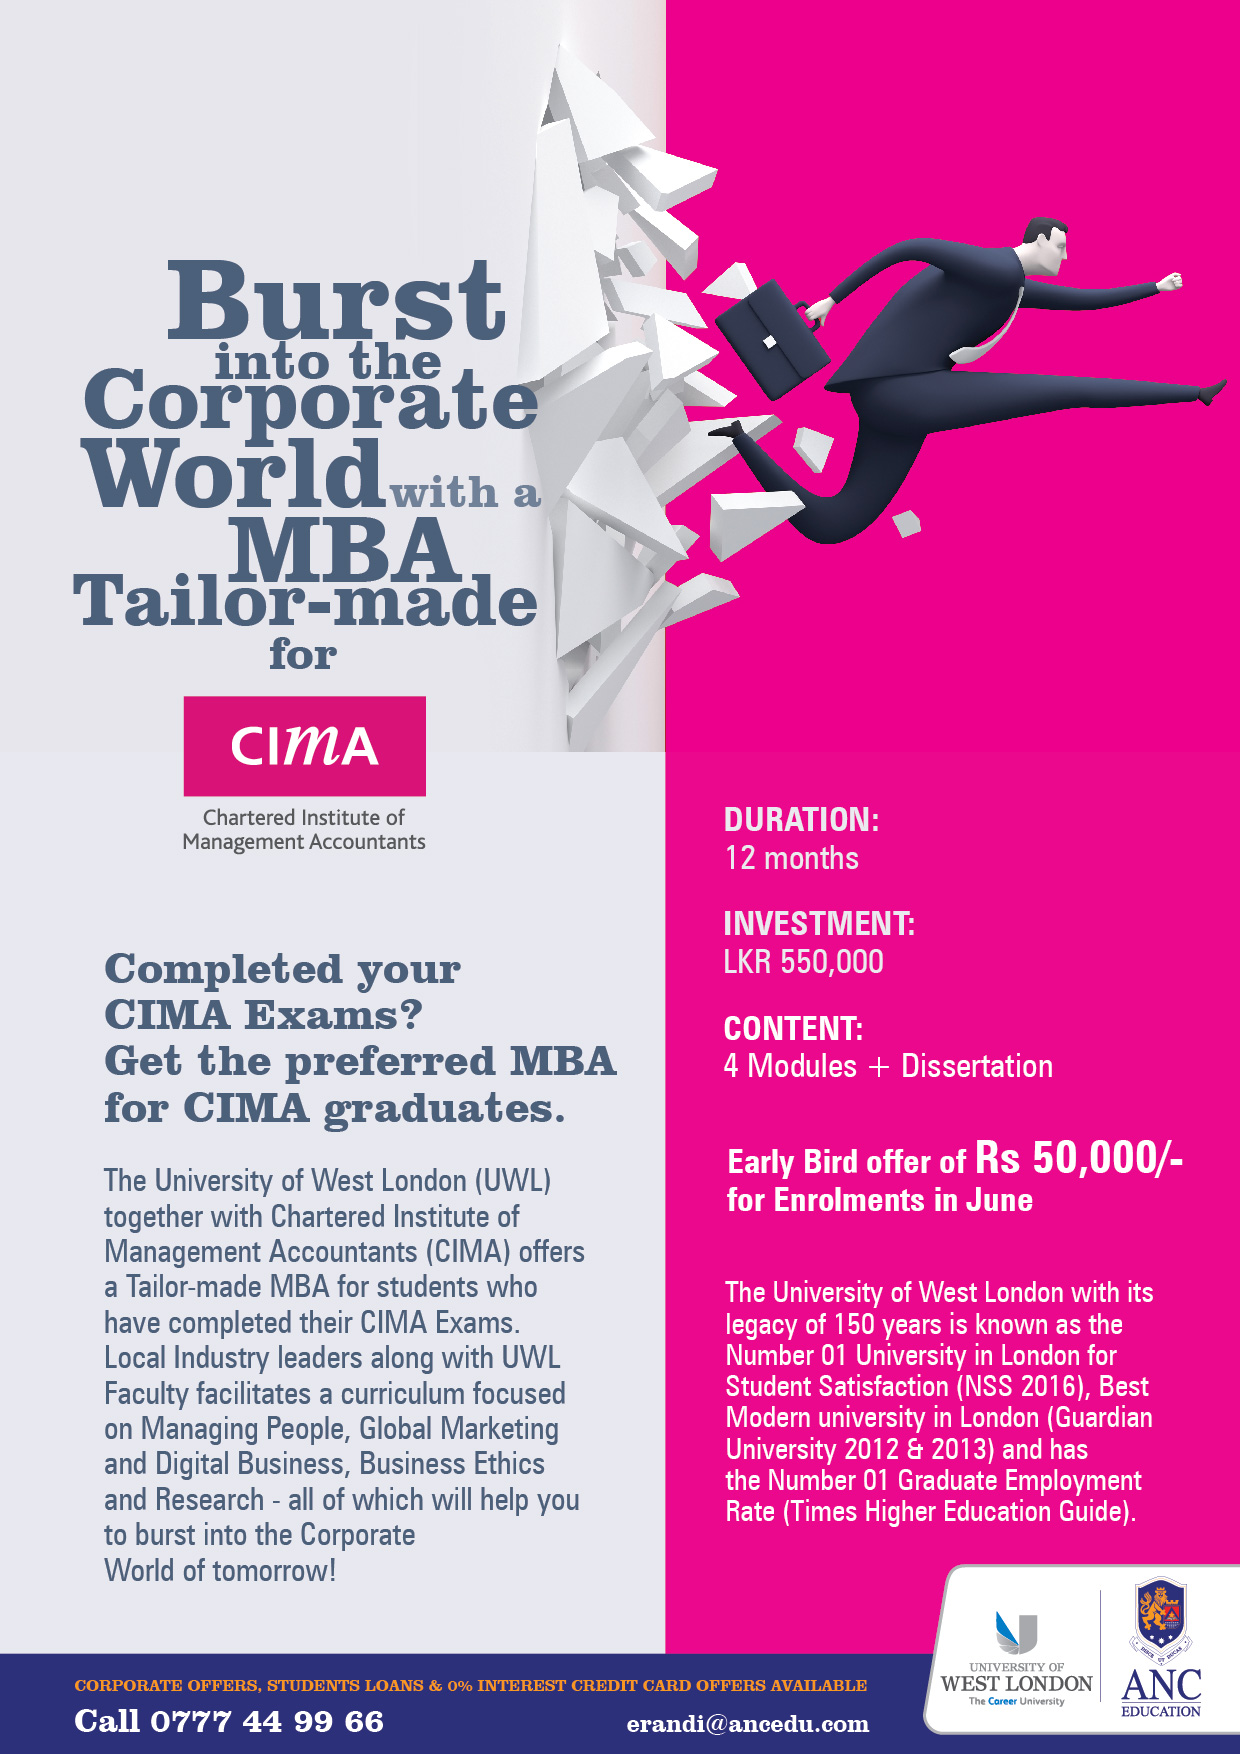 Burst
into the
Corporate
World with a
MBA
Tailor-made
for
CIMA
Chartered Institute of
Management Accountants
Completed your
CIMA Exams?
Get the preferred MBA
for CIMA graduates.
The University of West London (UWL)
together with Chartered Institute of
Management Accountants (CIMA) offers
a Tailor-made MBA for students who
have completed their CIMA Exams.
Local Industry leaders along with UWL
Faculty facilitates a curriculum focused
on Managing People, Global Marketing
and Digital Business, Business Ethics
and Research - all of which will help you
to burst into the Corporate
World of tomorrow!
DURATION:
12 months
INVESTMENT:
LKR 550,000
CONTENT:
4 Modules + Dissertation
Early Bird offer of Rs 50,000/-
for Enrolments in June
The University of West London with its
legacy of 150 years is known as the
Number 01 University in London for
Student Satisfaction (NSS 2016), Best
Modern university in London (Guardian
University 2012 & 2013) and has
the Number 01 Graduate Employment
Rate (Times Higher Education Guide).
CORPORATE OFFERS, STUDENTS LOANS & 0% INTEREST CREDIT CARD OFFERS AVAILABLE
Call 0777 44 99 66
erandi@ancedu.com
UNIVERSITY OF
WEST LONDON
The Career University
ANC
EDUCATION